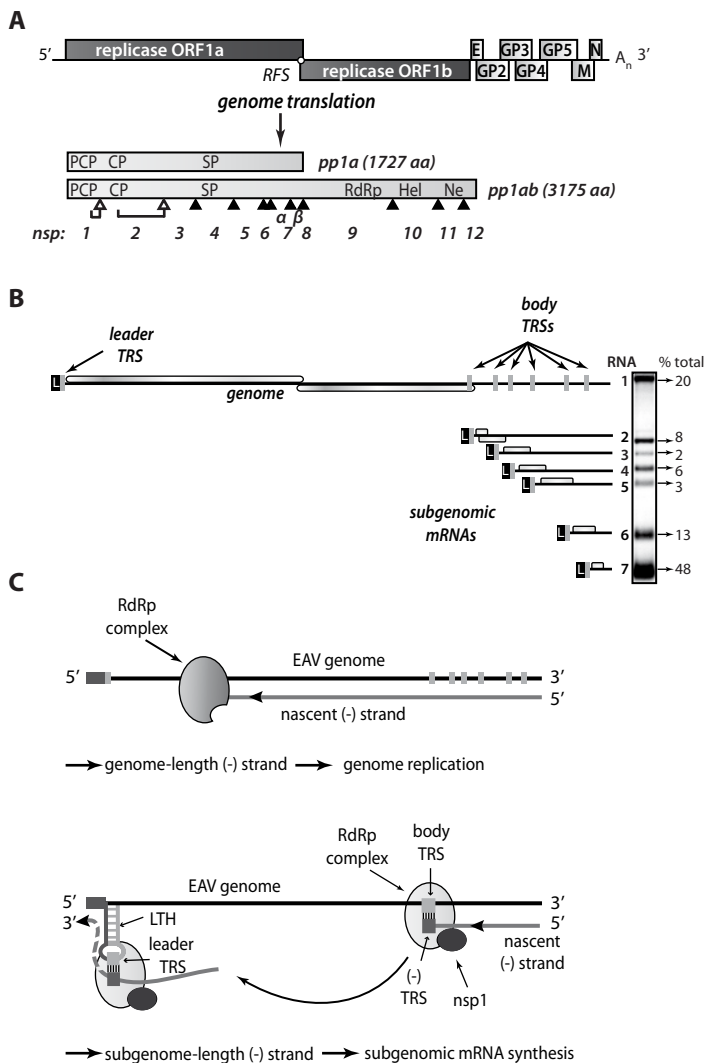 A
5′ replicase ORF1a E GP3 GP5 N Aₙ 3′
RFS replicase ORF1b GP2 GP4 M
genome translation
PCP CP SP pp1a (1727 aa)
PCP CP SP RdRp Hel Ne pp1ab (3175 aa)
α β
nsp: 1 2 3 4 5 6 7 8 9 10 11 12
B
leader
TRS
body
TRSs
RNA % total
L genome 1 20
L 2 8
L 3 2
L 4 6
L 5 3
subgenomic
mRNAs
L 6 13
L 7 48
C
RdRp
complex
EAV genome
5′ 3′
5′
nascent (-) strand
genome-length (-) strand genome replication
RdRp
complex
body
TRS
5′ EAV genome 3′
3′ LTH 5′
leader
TRS
nascent
(-) strand
(-)
TRS
nsp1
subgenome-length (-) strand subgenomic mRNA synthesis